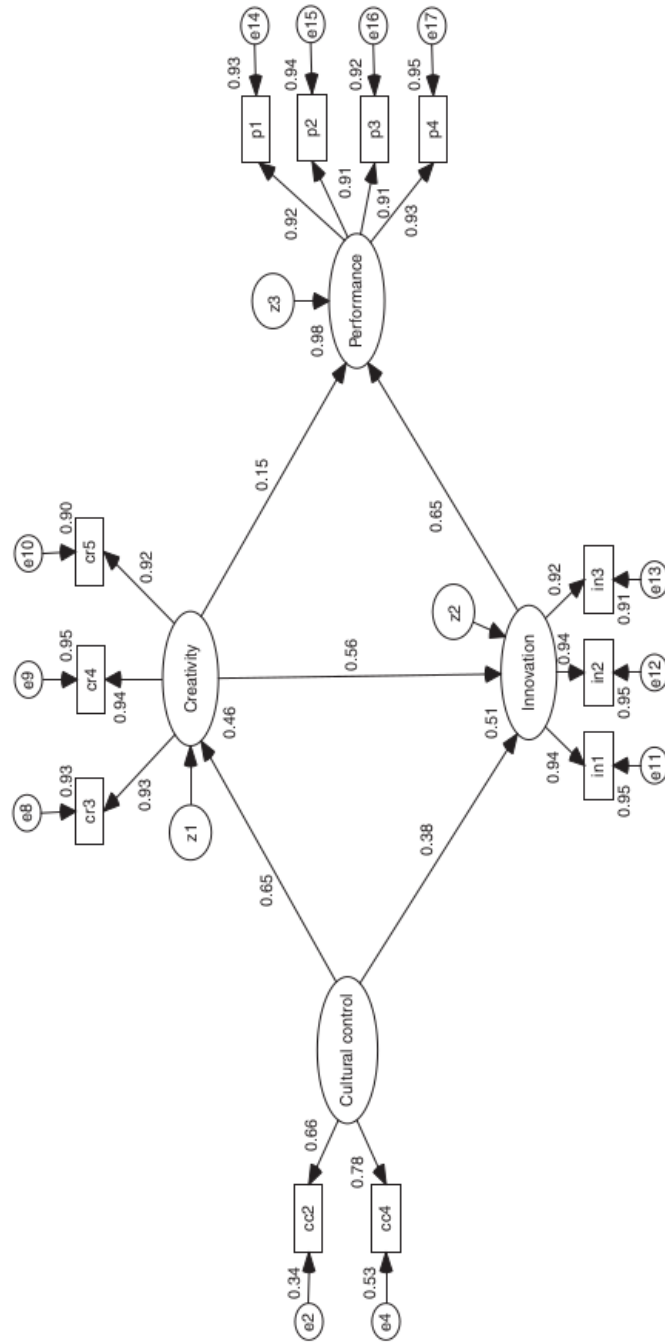 e8
0.93
cr3
e9
0.95
cr4
e10
0.90
cr5
0.93
0.94
0.92
z1
Creativity
0.46
0.65
0.15
0.56
e2
0.34
cc2
0.66
e4
0.53
cc4
0.78
Cultural control
0.38
0.65
z3
0.98
Performance
z2
0.51
Innovation
0.94
0.94
0.92
in1
in2
in3
0.95
0.95
0.91
e11
e12
e13
0.92
0.91
0.91
0.93
p1
0.93
e14
p2
0.94
e15
p3
0.92
e16
p4
0.95
e17